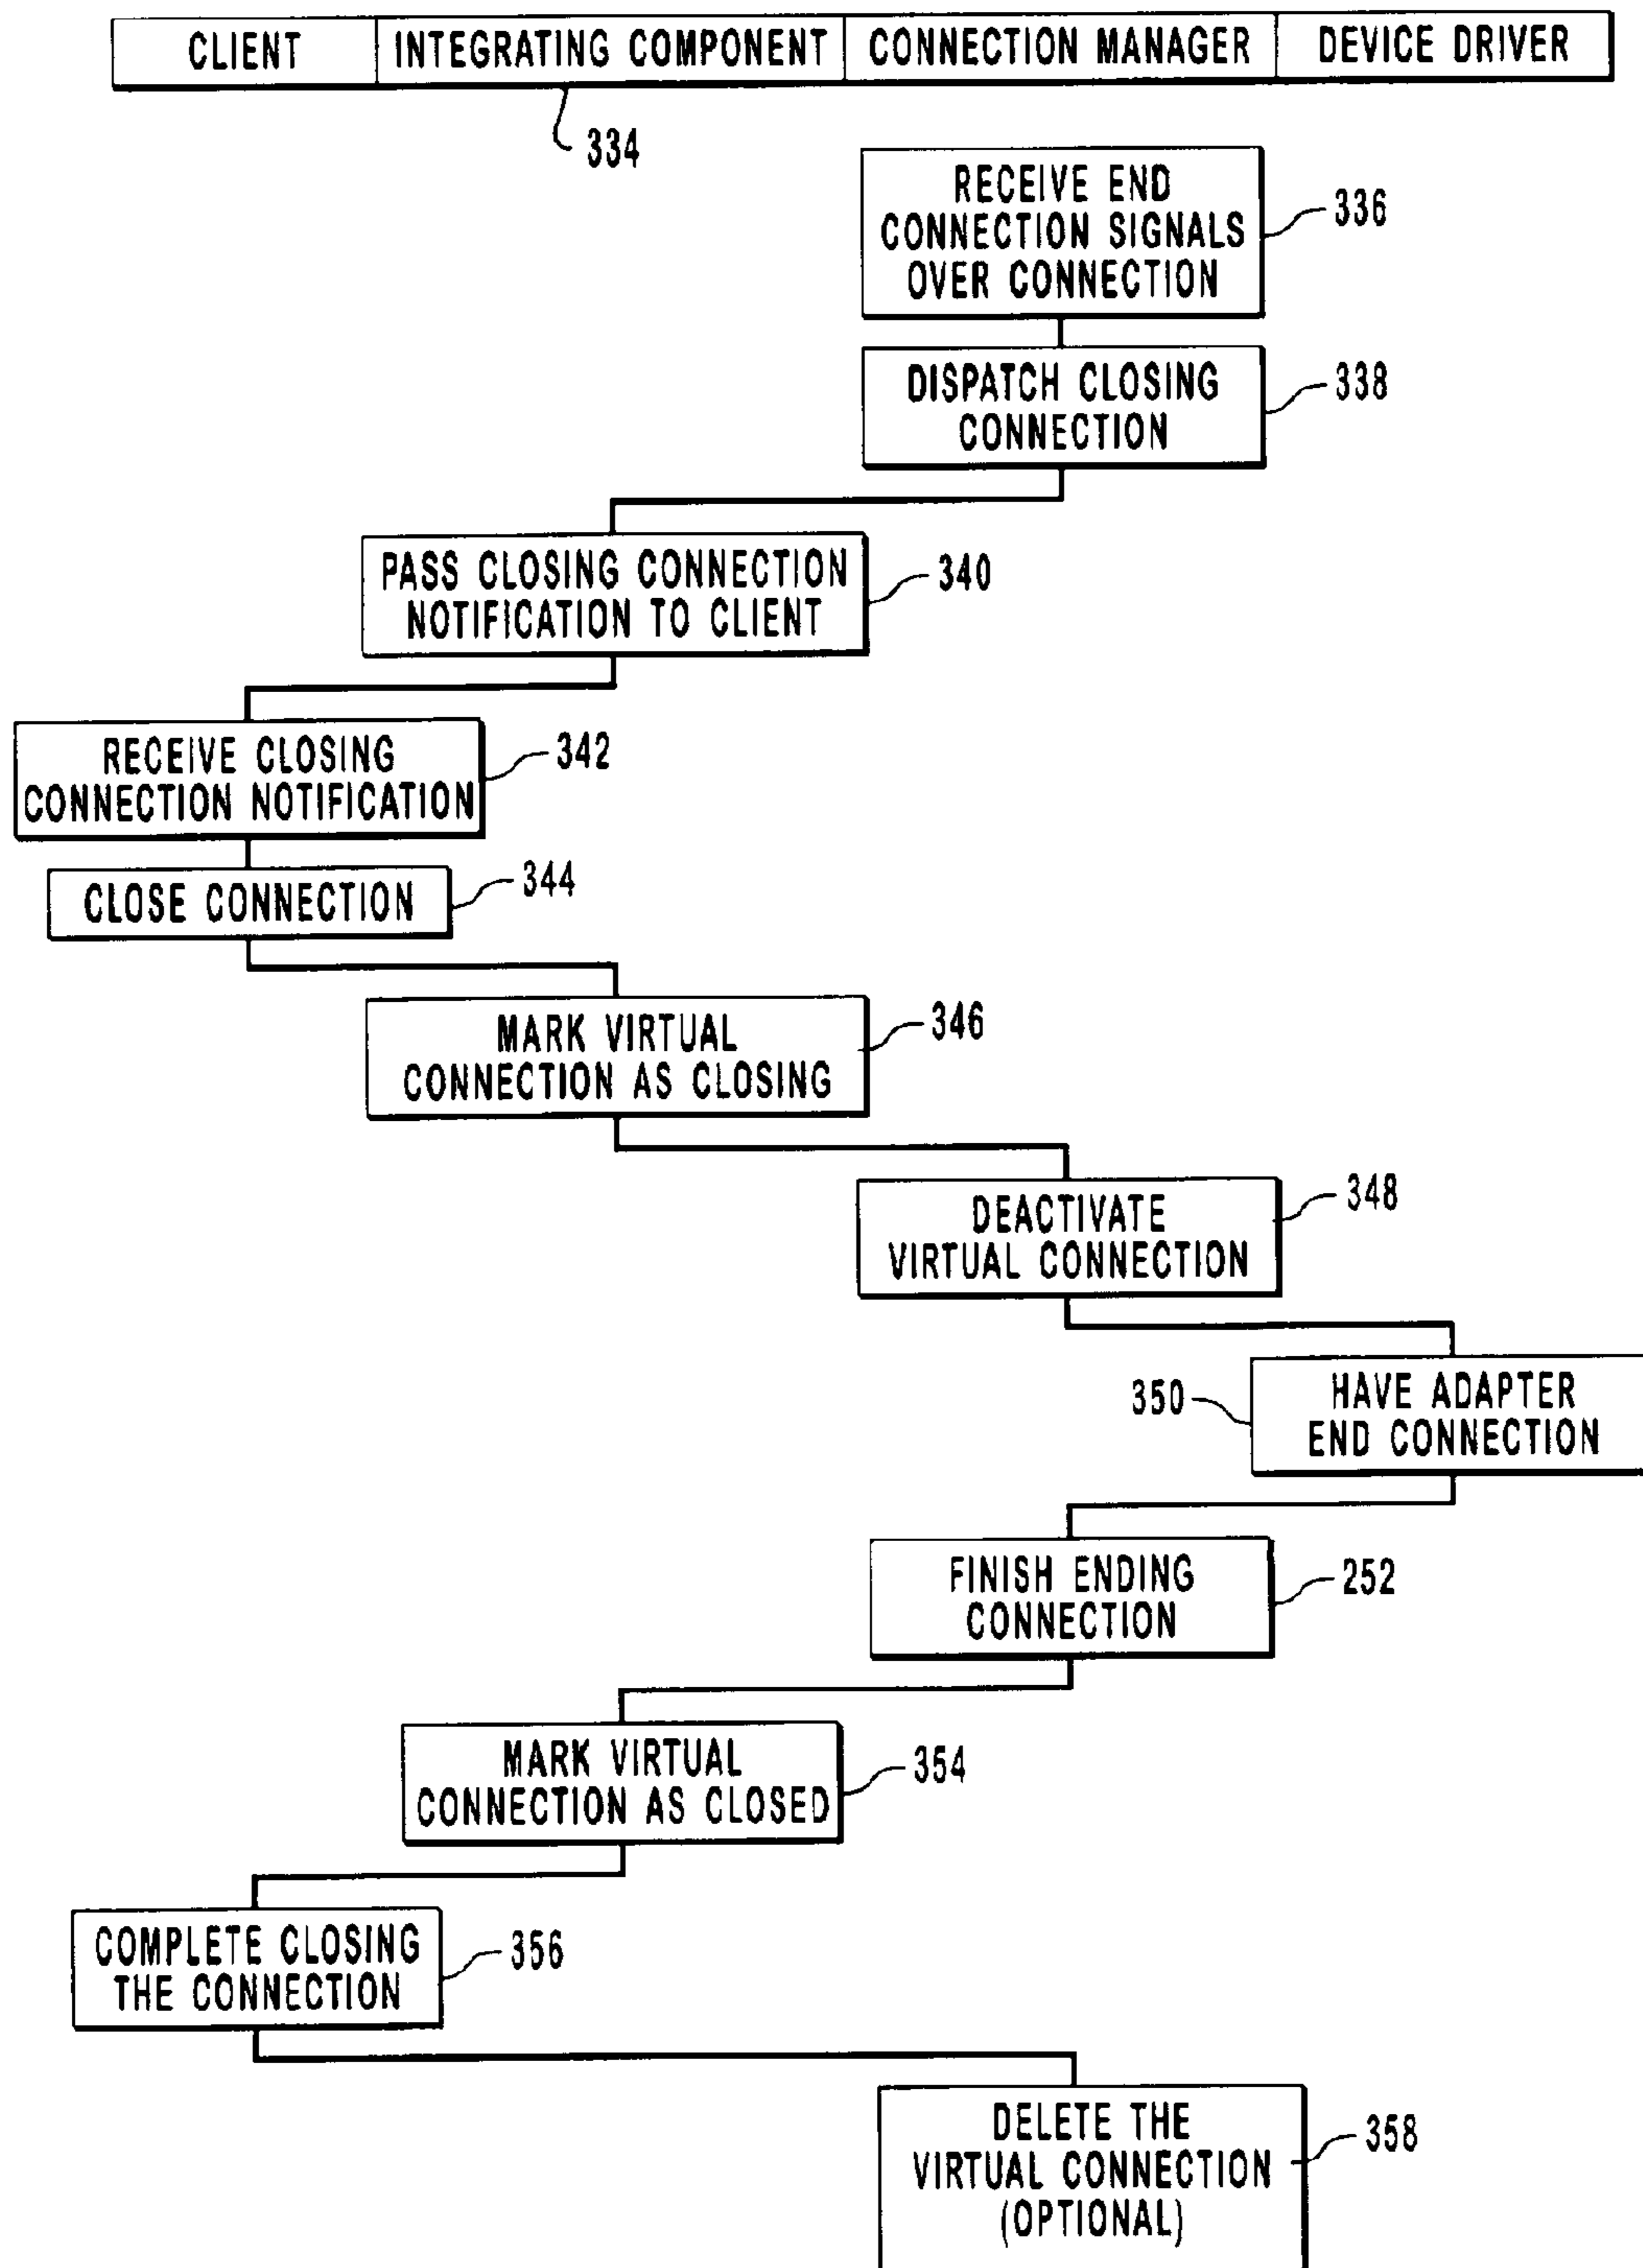 CLIENT INTEGRATING COMPONENT CONNECTION MANAGER DEVICE DRIVER
334
RECEIVE END
CONNECTION SIGNALS
OVER CONNECTION
336
DISPATCH CLOSING
CONNECTION
338
PASS CLOSING CONNECTION
NOTIFICATION TO CLIENT
340
RECEIVE CLOSING
CONNECTION NOTIFICATION
342
CLOSE CONNECTION
344
MARK VIRTUAL
CONNECTION AS CLOSING
346
DEACTIVATE
VIRTUAL CONNECTION
348
HAVE ADAPTER
END CONNECTION
350
FINISH ENDING
CONNECTION
252
MARK VIRTUAL
CONNECTION AS CLOSED
354
COMPLETE CLOSING
THE CONNECTION
356
DELETE THE
VIRTUAL CONNECTION
(OPTIONAL)
358